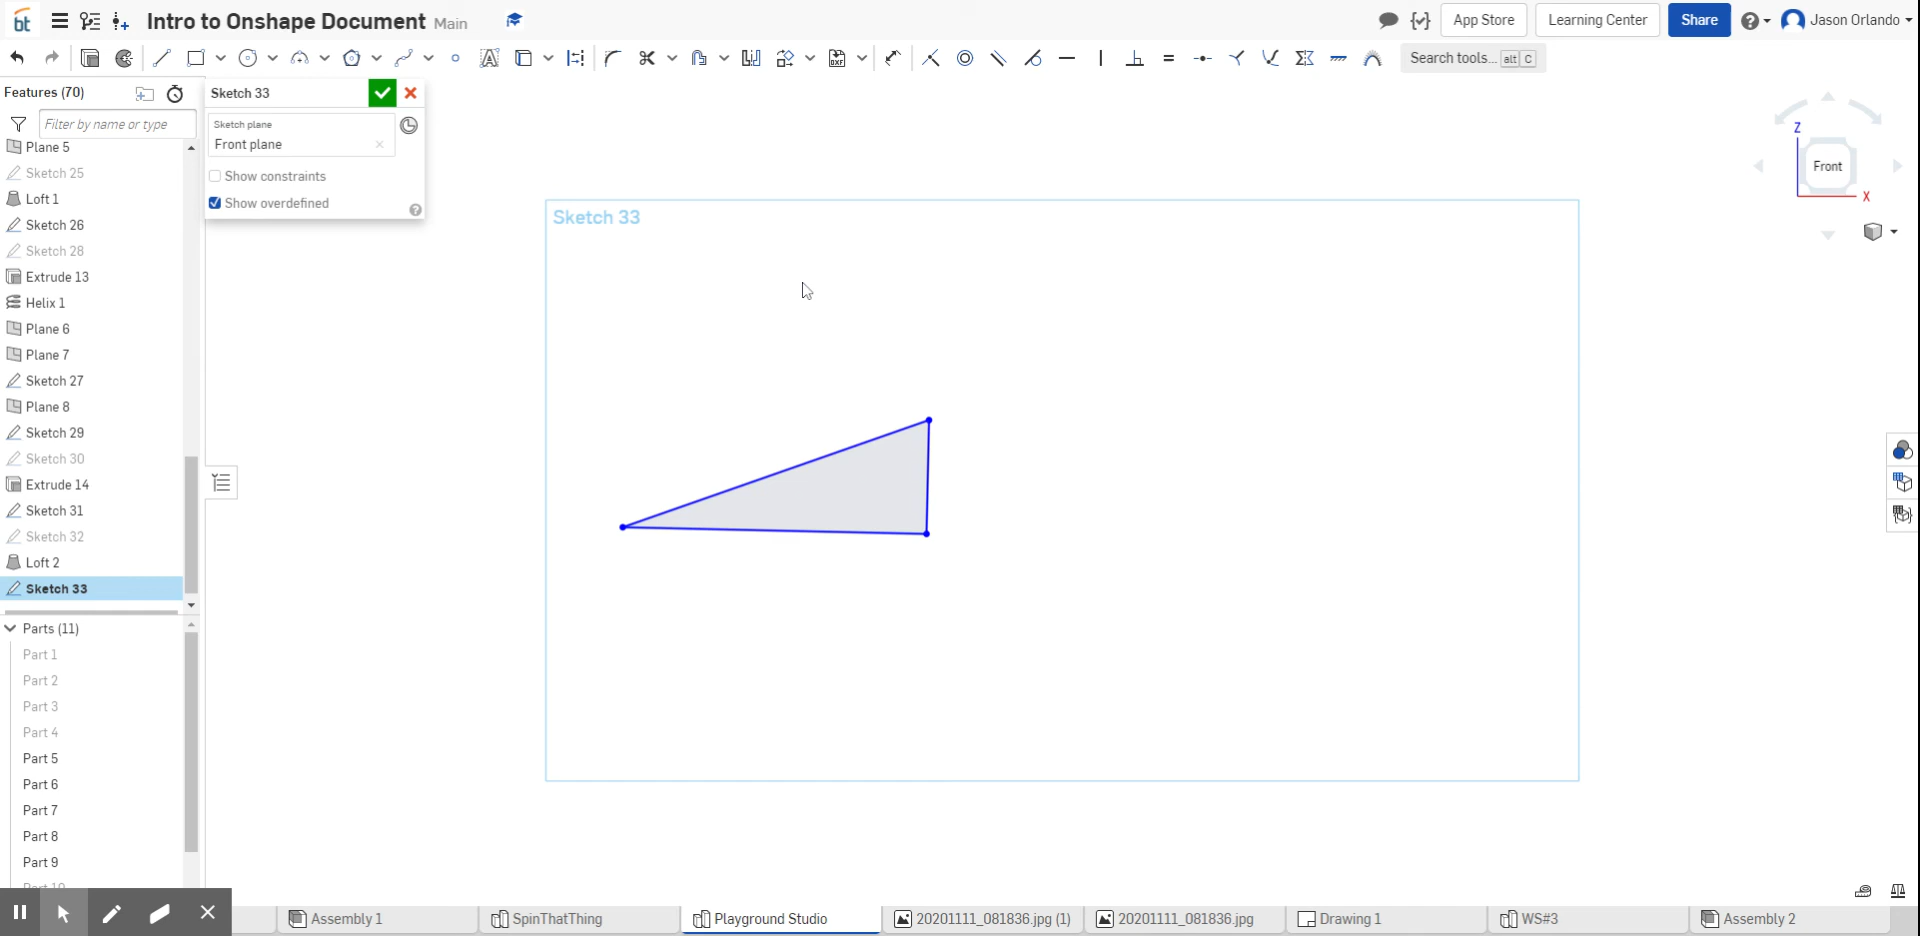 bt Intro to Onshape Document Main App Store Learning Center Share Jason Orlando
Search tools... alt C
Features (70)
Filter by name or type
Plane 5
Sketch 25
Loft 1
Sketch 26
Sketch 28
Extrude 13
Helix 1
Plane 6
Plane 7
Sketch 27
Plane 8
Sketch 29
Sketch 30
Extrude 14
Sketch 31
Sketch 32
Loft 2
Sketch 33
Parts (11)
Part 1
Part 2
Part 3
Part 4
Part 5
Part 6
Part 7
Part 8
Part 9
Part 10
Sketch 33
Sketch plane
Front plane
Show constraints
Show overdefined
Sketch 33
Z
Front
X
Assembly 1 SpinThatThing Playground Studio 20201111_081836.jpg (1) 20201111_081836.jpg Drawing 1 WS#3 Assembly 2